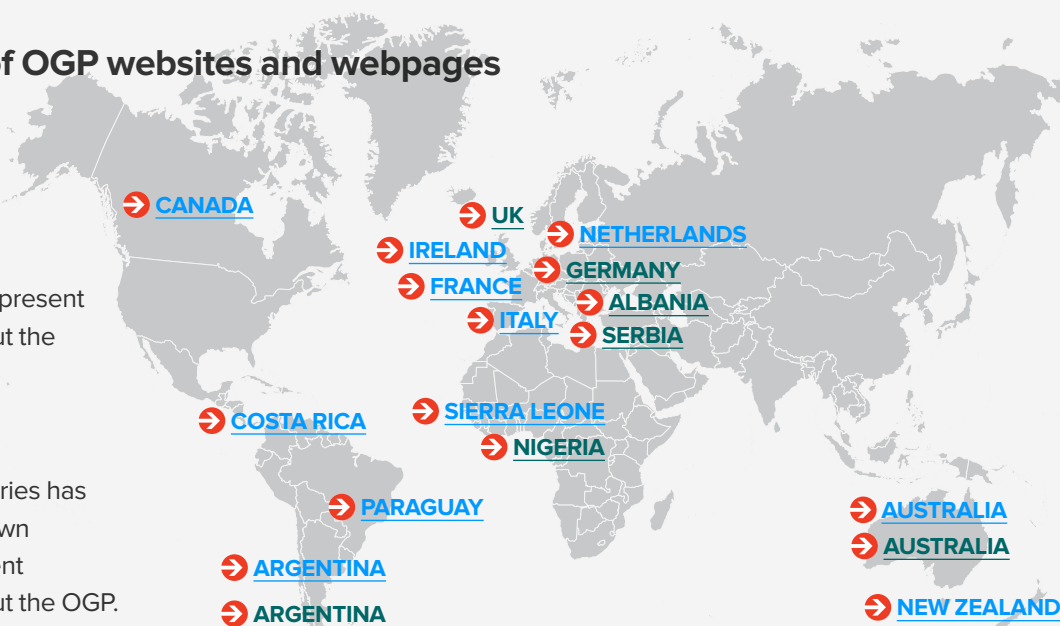 f OGP websites and webpages
CANADA
UK
NETHERLANDS
IRELAND
GERMANY
FRANCE
present
ALBANIA
ITALY
ut the
SERBIA
SIERRA LEONE
COSTA RICA
NIGERIA
ries has
PARAGUAY
AUSTRALIA
wn
AUSTRALIA
ent
ARGENTINA
ut the OGP.
NEW ZEALAND
ARGENTINA